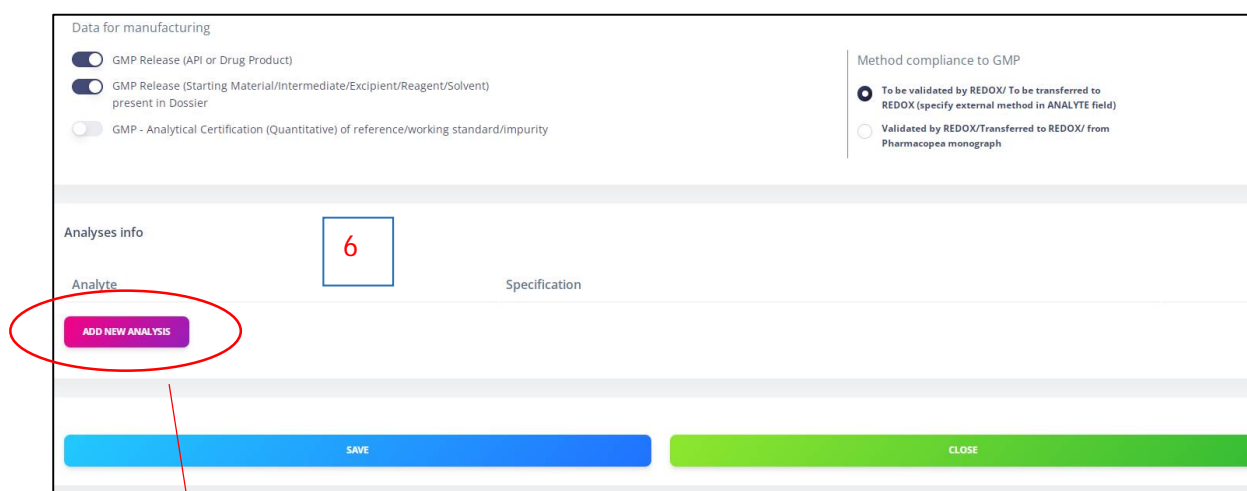 Data for manufacturing
GMP Release (API or Drug Product)
GMP Release (Starting Material/Intermediate/Excipient/Reagent/Solvent)
present in Dossier
GMP - Analytical Certification (Quantitative) of reference/working standard/impurity
Method compliance to GMP
To be validated by REDOX/ To be transferred to
REDOX (specify external method in ANALYTE field)
Validated by REDOX/Transferred to REDOX/ from
Pharmacopea monograph
Analyses info
6
Analyte
Specification
ADD NEW ANALYSIS
SAVE
CLOSE